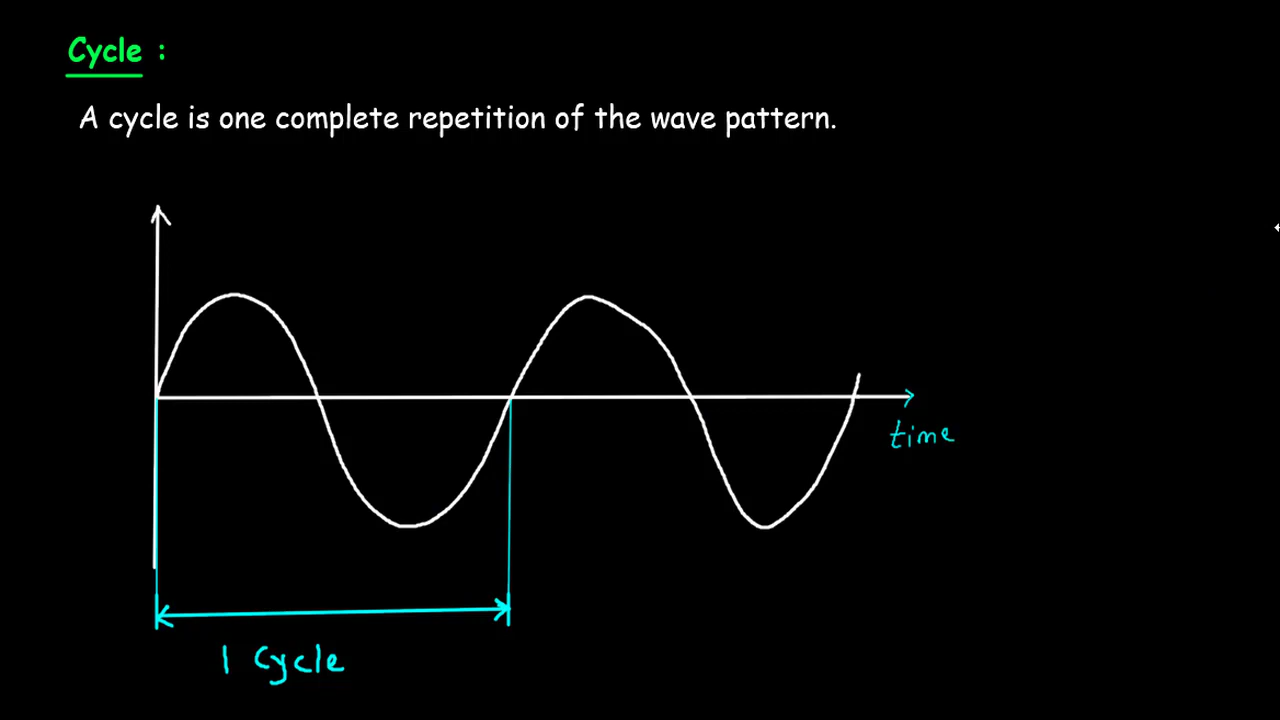 Cycle :
A cycle is one complete repetition of the wave pattern.
time
1 Cycle